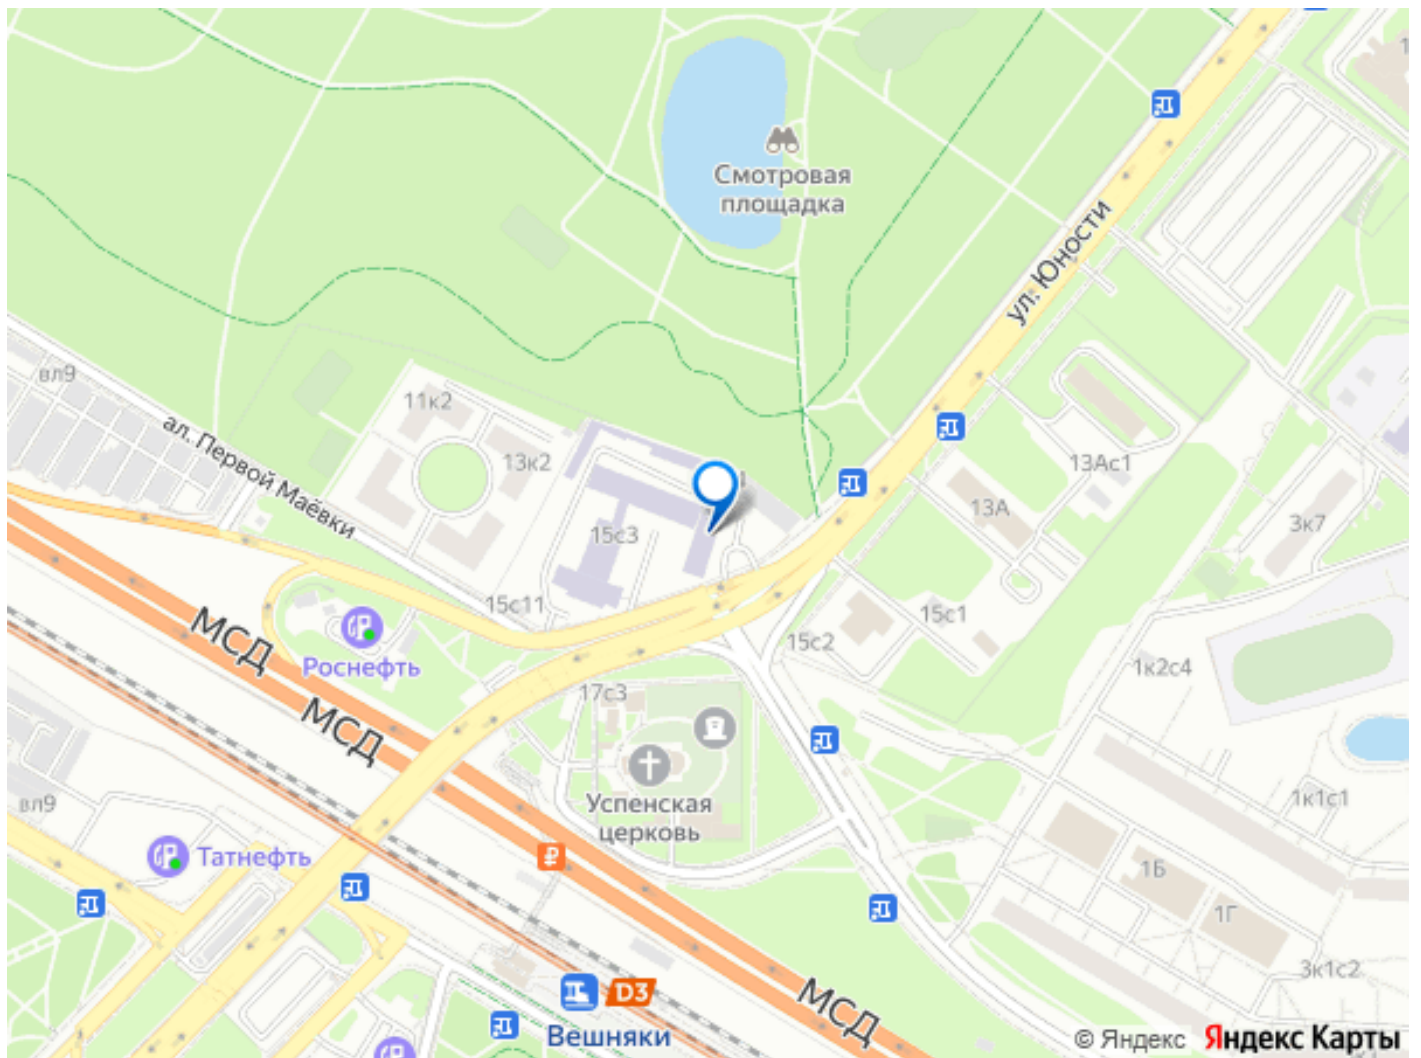 Смотровая
площадка
ул. Юности
вл9
11к2
ал. Первой Маёвки
13к2
13Ас1
13А
3к7
15с3
15с11
15с1
15с2
МСД
Роснефть
1к2с4
17с3
МСД
Успенская
церковь
1к1с1
вл9
Татнефть
₽
1Б
1Г
3к1с2
D3
МСД
Вешняки
© Яндекс Яндекс Карты